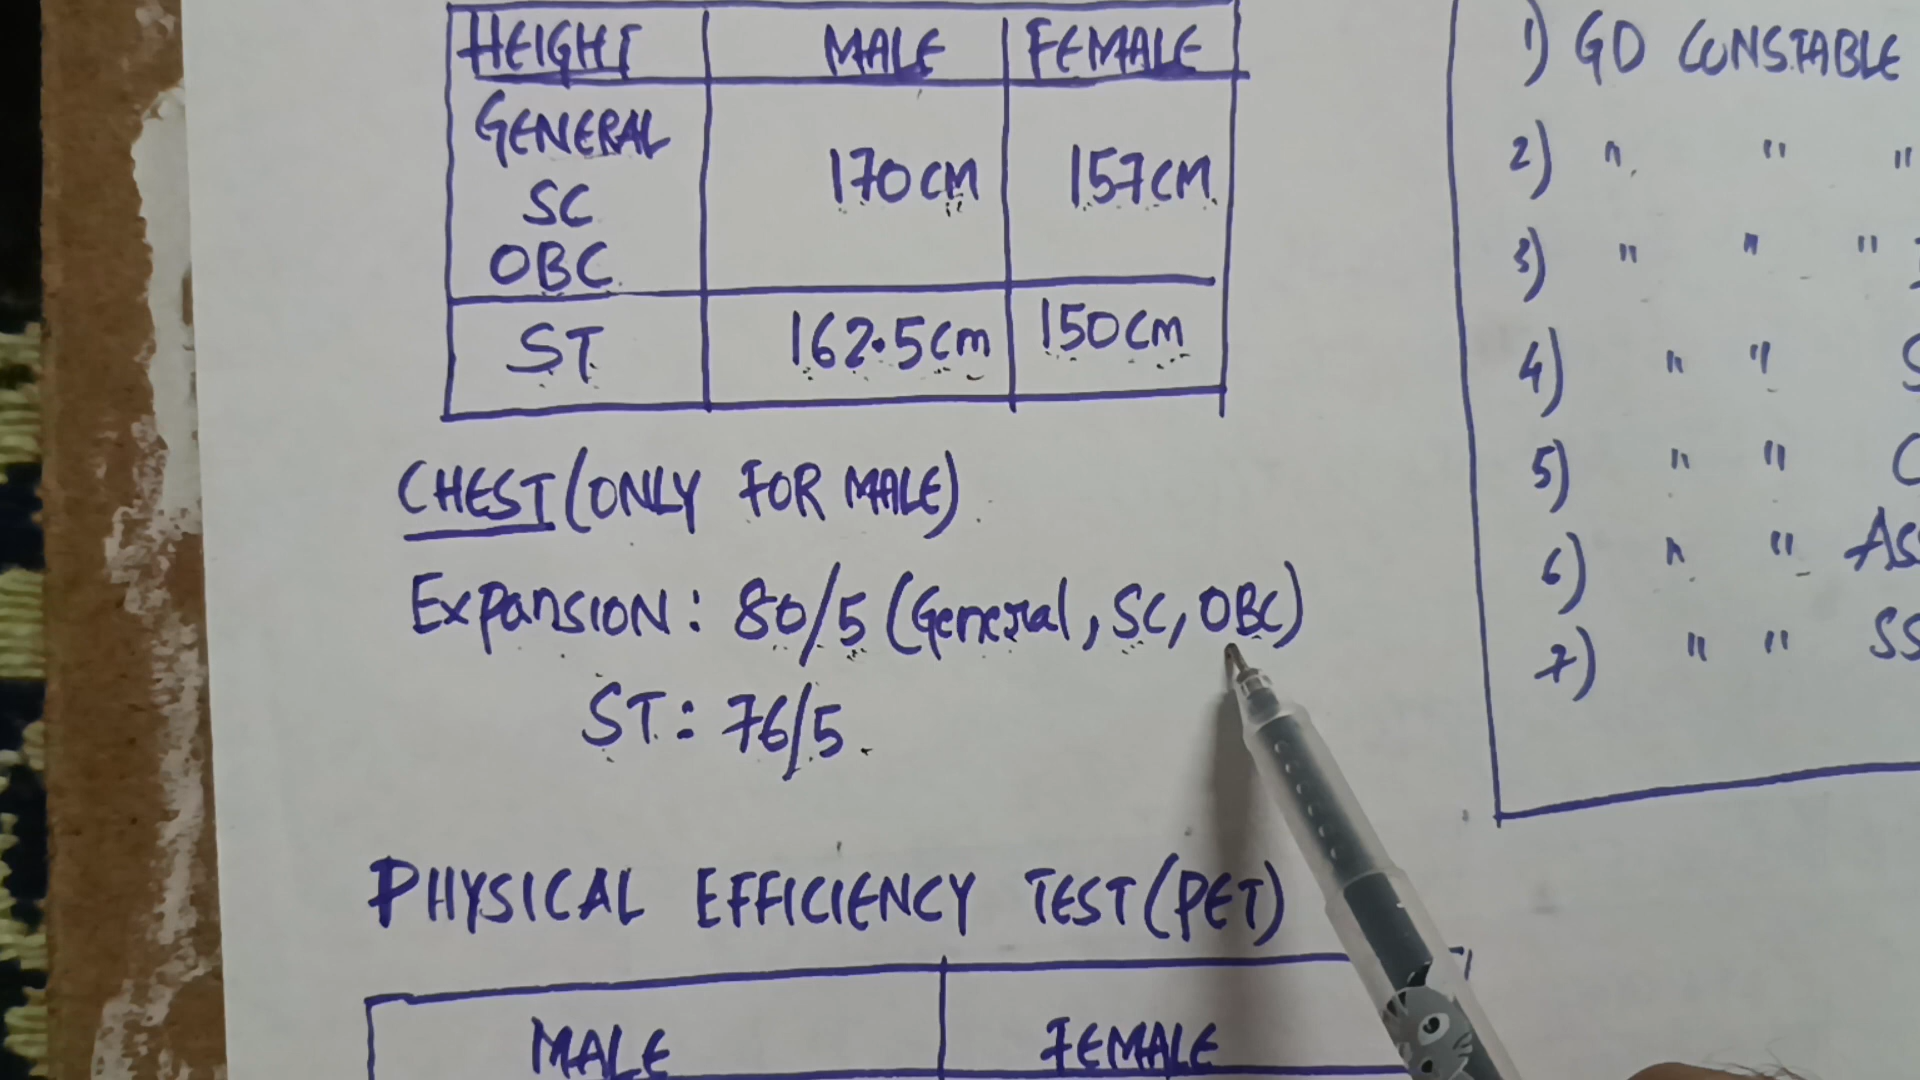 HEIGHT MALE FEMALE
GENERAL
SC
OBC
170cm 157cm
ST 162.5cm 150cm
CHEST (ONLY FOR MALE)
EXPANSION: 80/5 (General, SC, OBC)
ST: 76/5
PHYSICAL EFFICIENCY TEST (PET)
MALE FEMALE
1) GD CONSTABLE
2) " " "
3) " " "
4) " "
5) " "
6) " "
7) " " SS